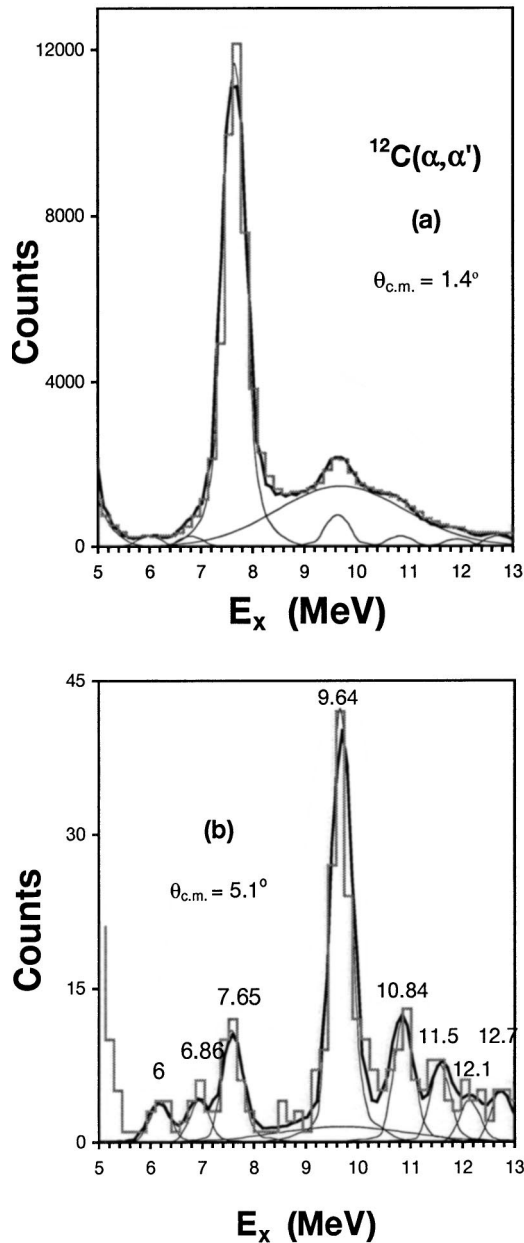 12000
8000
4000
0
Counts
¹²C(α,α')
(a)
θc.m. = 1.4°
5 6 7 8 9 10 11 12 13
Eₓ (MeV)
45
30
15
0
Counts
9.64
(b)
θc.m. = 5.1⁰
7.65
10.84
6.86
11.5
12.7
6
12.1
5 6 7 8 9 10 11 12 13
Eₓ (MeV)